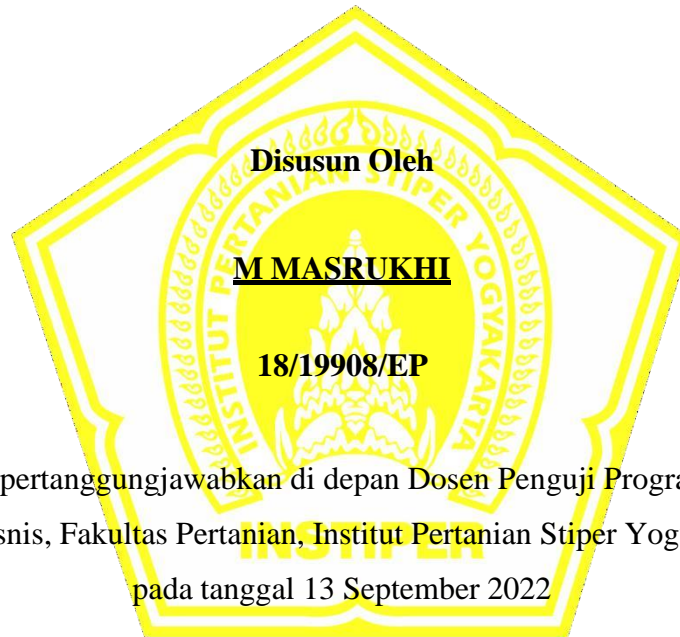 Disusun Oleh
M MASRUKHI
18/19908/EP
pertanggungjawabkan di depan Dosen Penguji Progra
snis, Fakultas Pertanian, Institut Pertanian Stiper Yog
pada tanggal 13 September 2022
INSTITUT PERTANIAN STIPER YOGYAKARTA
INSTIPER